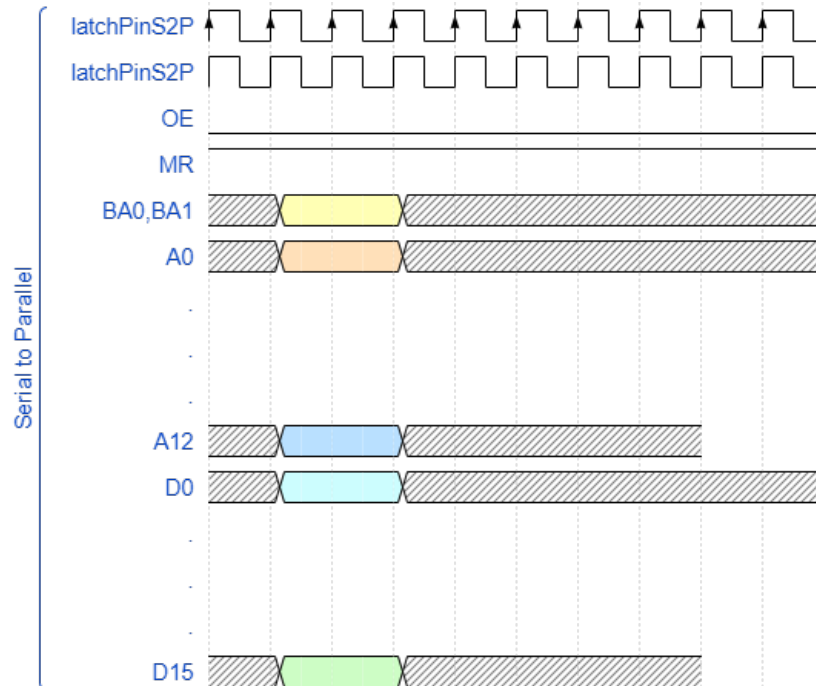 latchPinS2P
latchPinS2P
OE
MR
BA0,BA1
A0
.
.
.
Serial to Parallel
A12
D0
.
.
.
D15